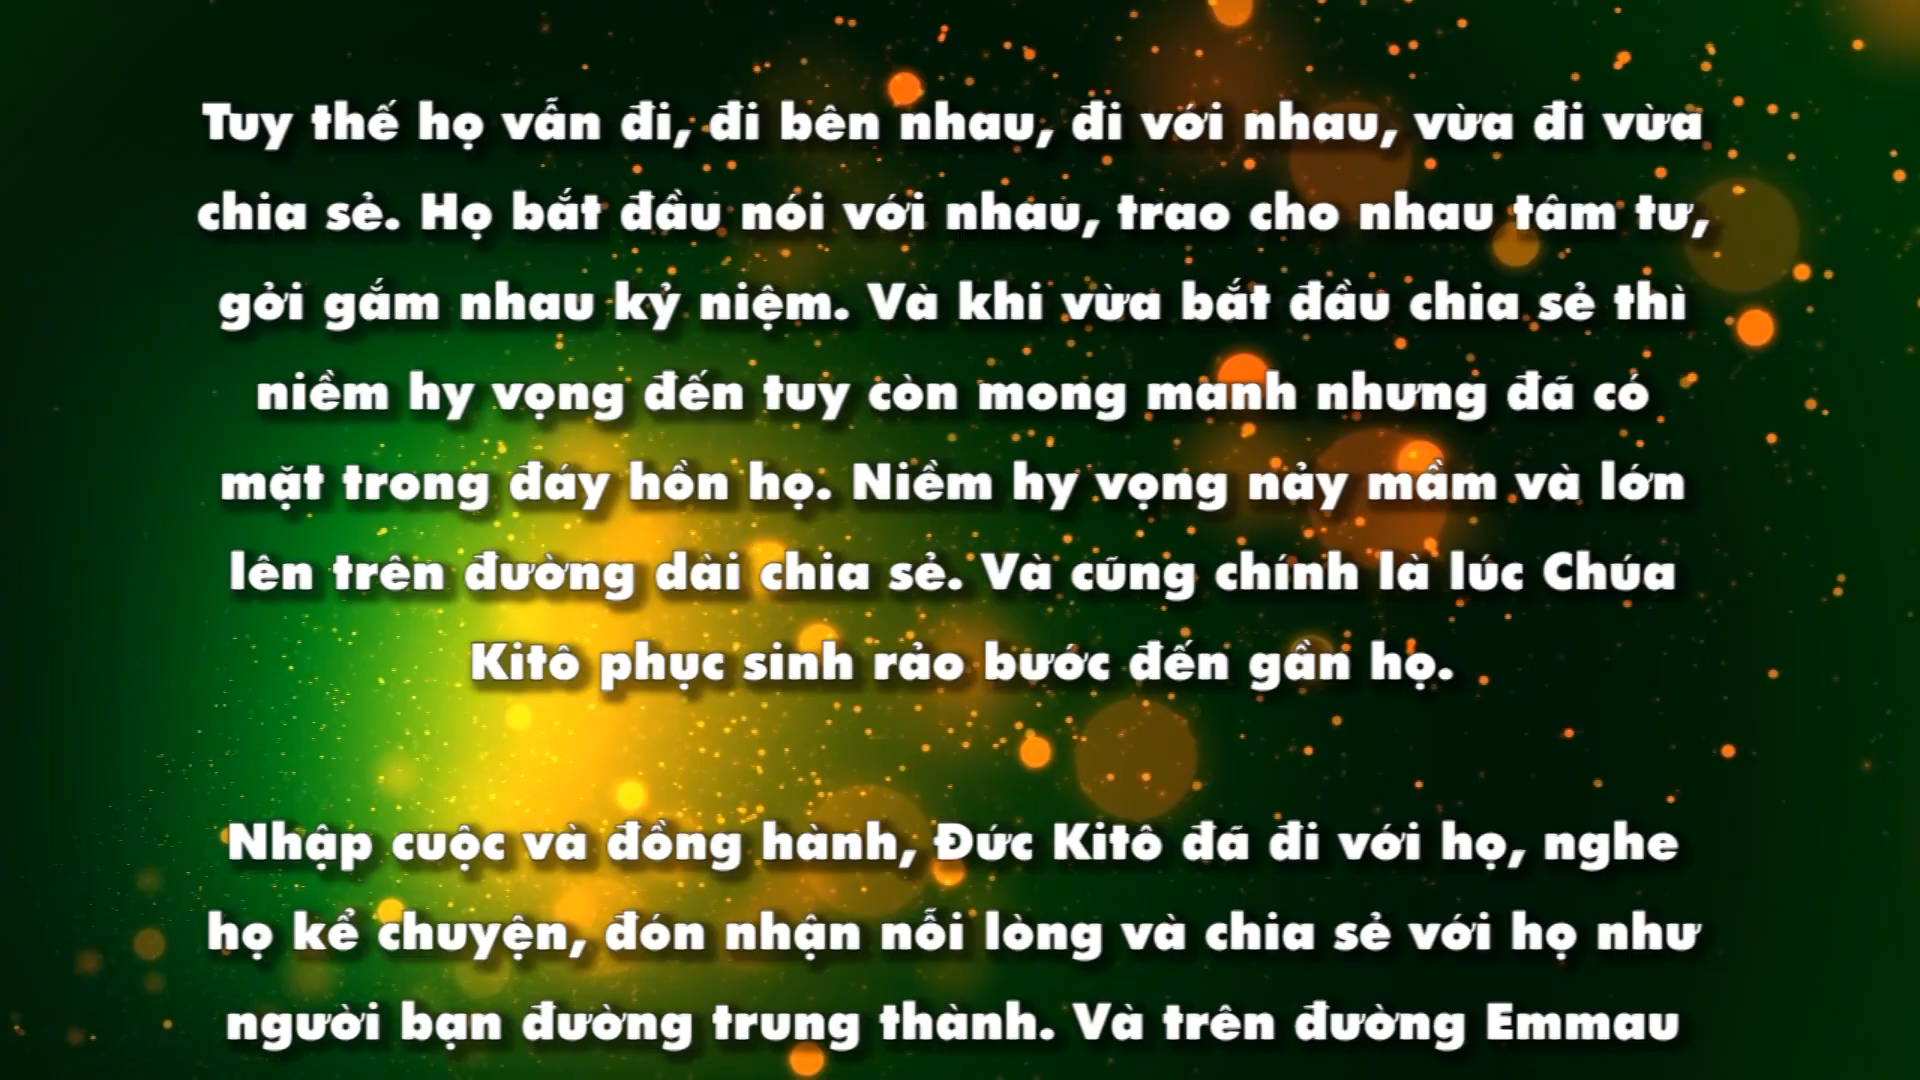 Tuy thế họ vẫn đi, đi bên nhau, đi với nhau, vừa đi vừa
chia sẻ. Họ bắt đầu nói với nhau, trao cho nhau tâm tư,
gởi gắm nhau kỷ niệm. Và khi vừa bắt đầu chia sẻ thì
niềm hy vọng đến tuy còn mong manh nhưng đã có
mặt trong đáy hồn họ. Niềm hy vọng nảy mầm và lớn
lên trên đường dài chia sẻ. Và cũng chính là lúc Chúa
Kitô phục sinh rảo bước đến gần họ.
Nhập cuộc và đồng hành, Đức Kitô đã đi với họ, nghe
họ kể chuyện, đón nhận nỗi lòng và chia sẻ với họ như
người bạn đường trung thành. Và trên đường Emmau